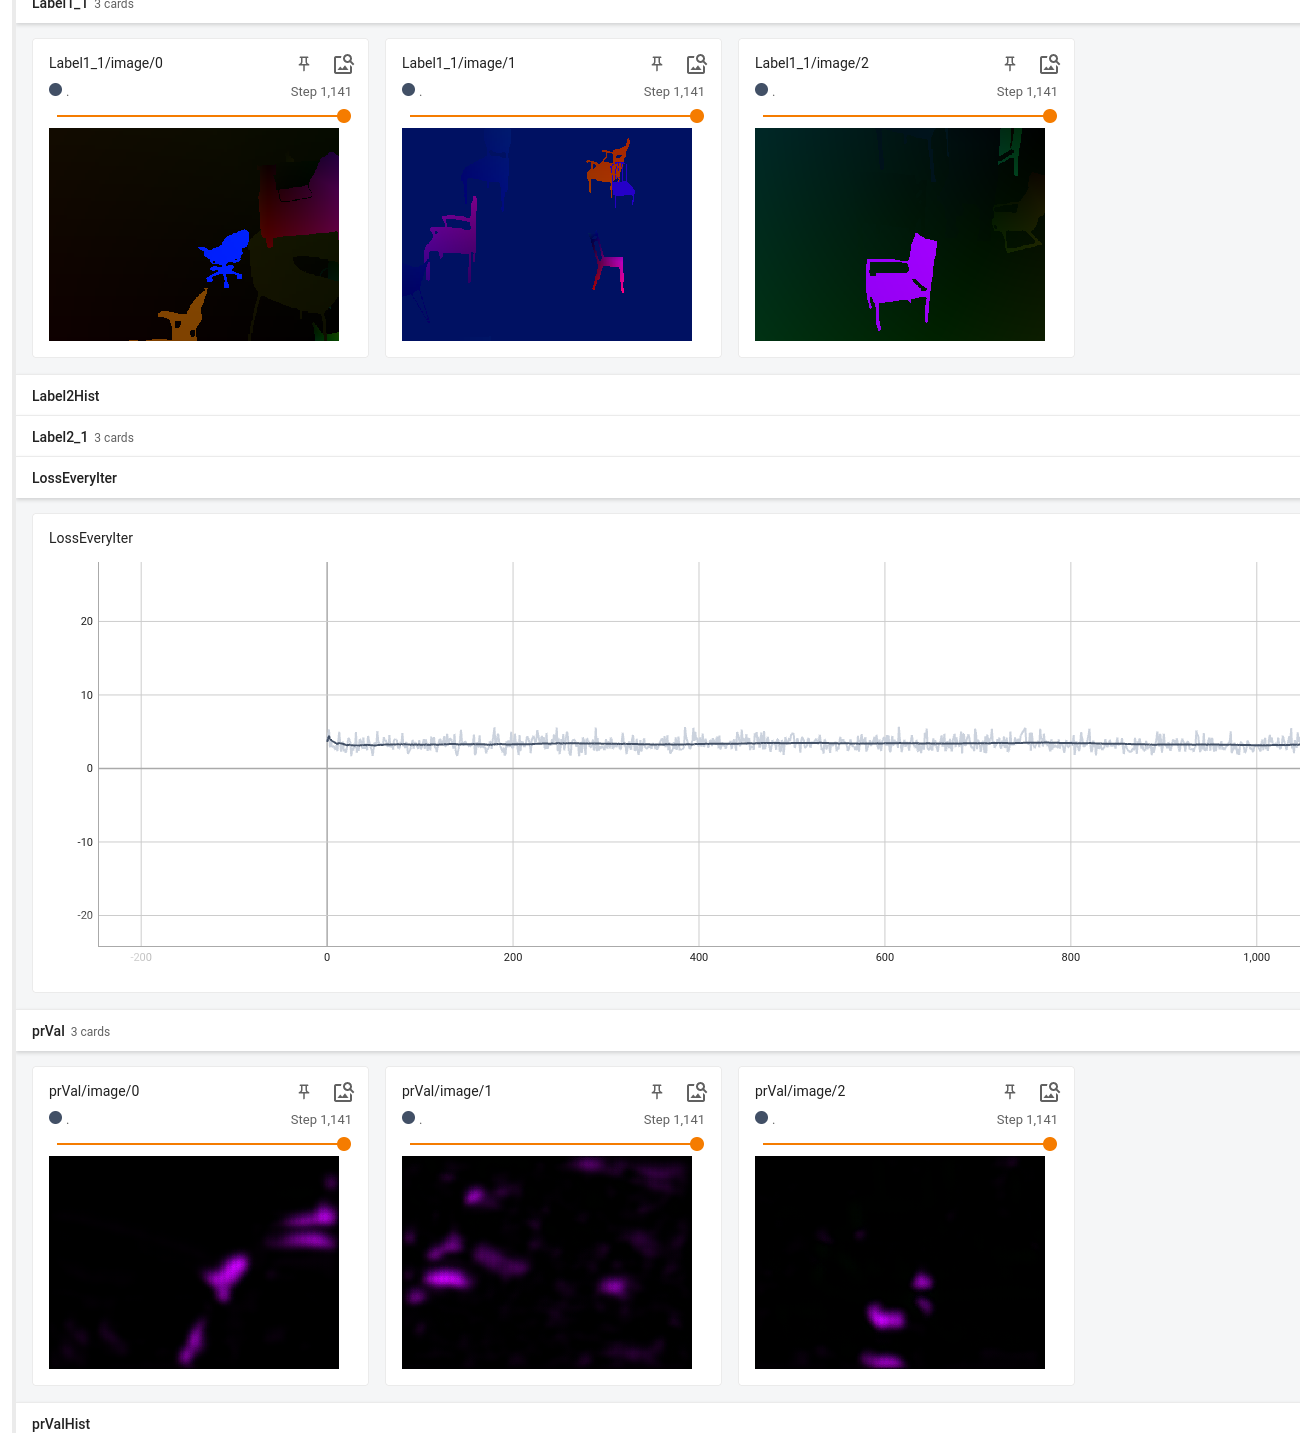 Label1_1 3 cards
Label1_1/image/0
. Step 1,141
Label1_1/image/1
. Step 1,141
Label1_1/image/2
. Step 1,141
Label2Hist
Label2_1 3 cards
LossEveryIter
LossEveryIter
20
10
0
-10
-20
-200 0 200 400 600 800 1,000
prVal 3 cards
prVal/image/0
. Step 1,141
prVal/image/1
. Step 1,141
prVal/image/2
. Step 1,141
prValHist